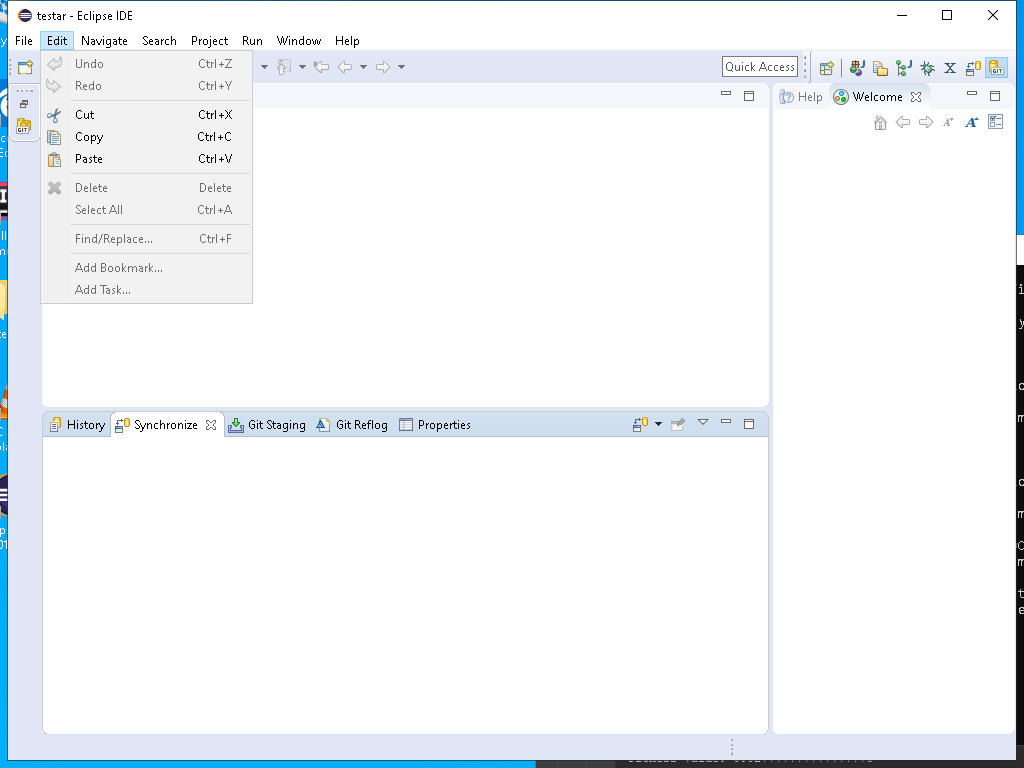 testar - Eclipse IDE
File Edit Navigate Search Project Run Window Help
Quick Access
Undo Ctrl+Z
Redo Ctrl+Y
Cut Ctrl+X
Copy Ctrl+C
Paste Ctrl+V
Delete Delete
Select All Ctrl+A
Find/Replace... Ctrl+F
Add Bookmark...
Add Task...
Help Welcome
History Synchronize Git Staging Git Reflog Properties